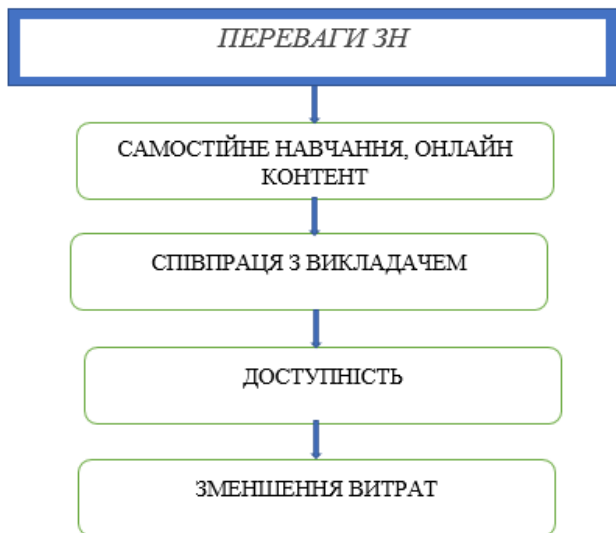 ПЕРЕВАГИ ЗН
САМОСТІЙНЕ НАВЧАННЯ, ОНЛАЙН
КОНТЕНТ
СПІВПРАЦЯ З ВИКЛАДАЧЕМ
ДОСТУПНІСТЬ
ЗМЕНШЕННЯ ВИТРАТ